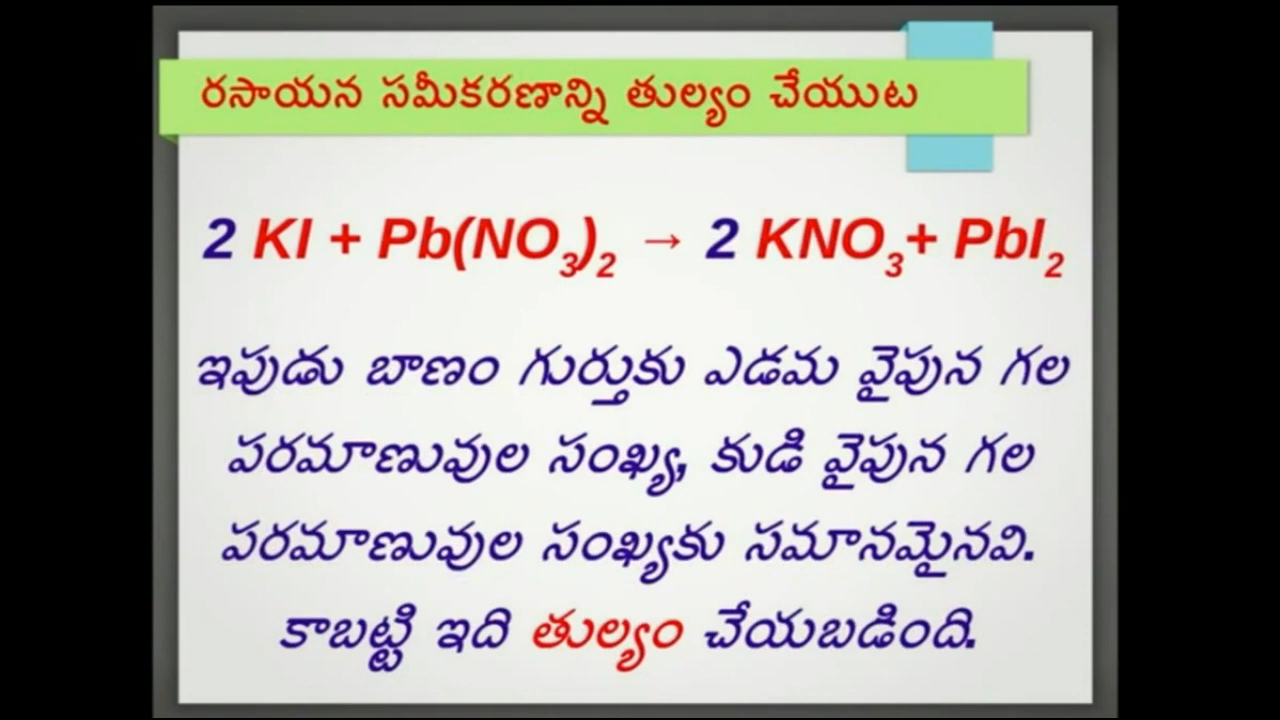 రసాయన సమీకరణాన్ని తుల్యం చేయుట
2 KI + Pb(NO₃)₂ → 2 KNO₃+ PbI₂
ఇపుడు బాణం గుర్తుకు ఎడమ వైపున గల
పరమాణువుల సంఖ్య, కుడి వైపున గల
పరమాణువుల సంఖ్యకు సమానమైనవి.
కాబట్టి ఇది తుల్యం చేయబడింది.